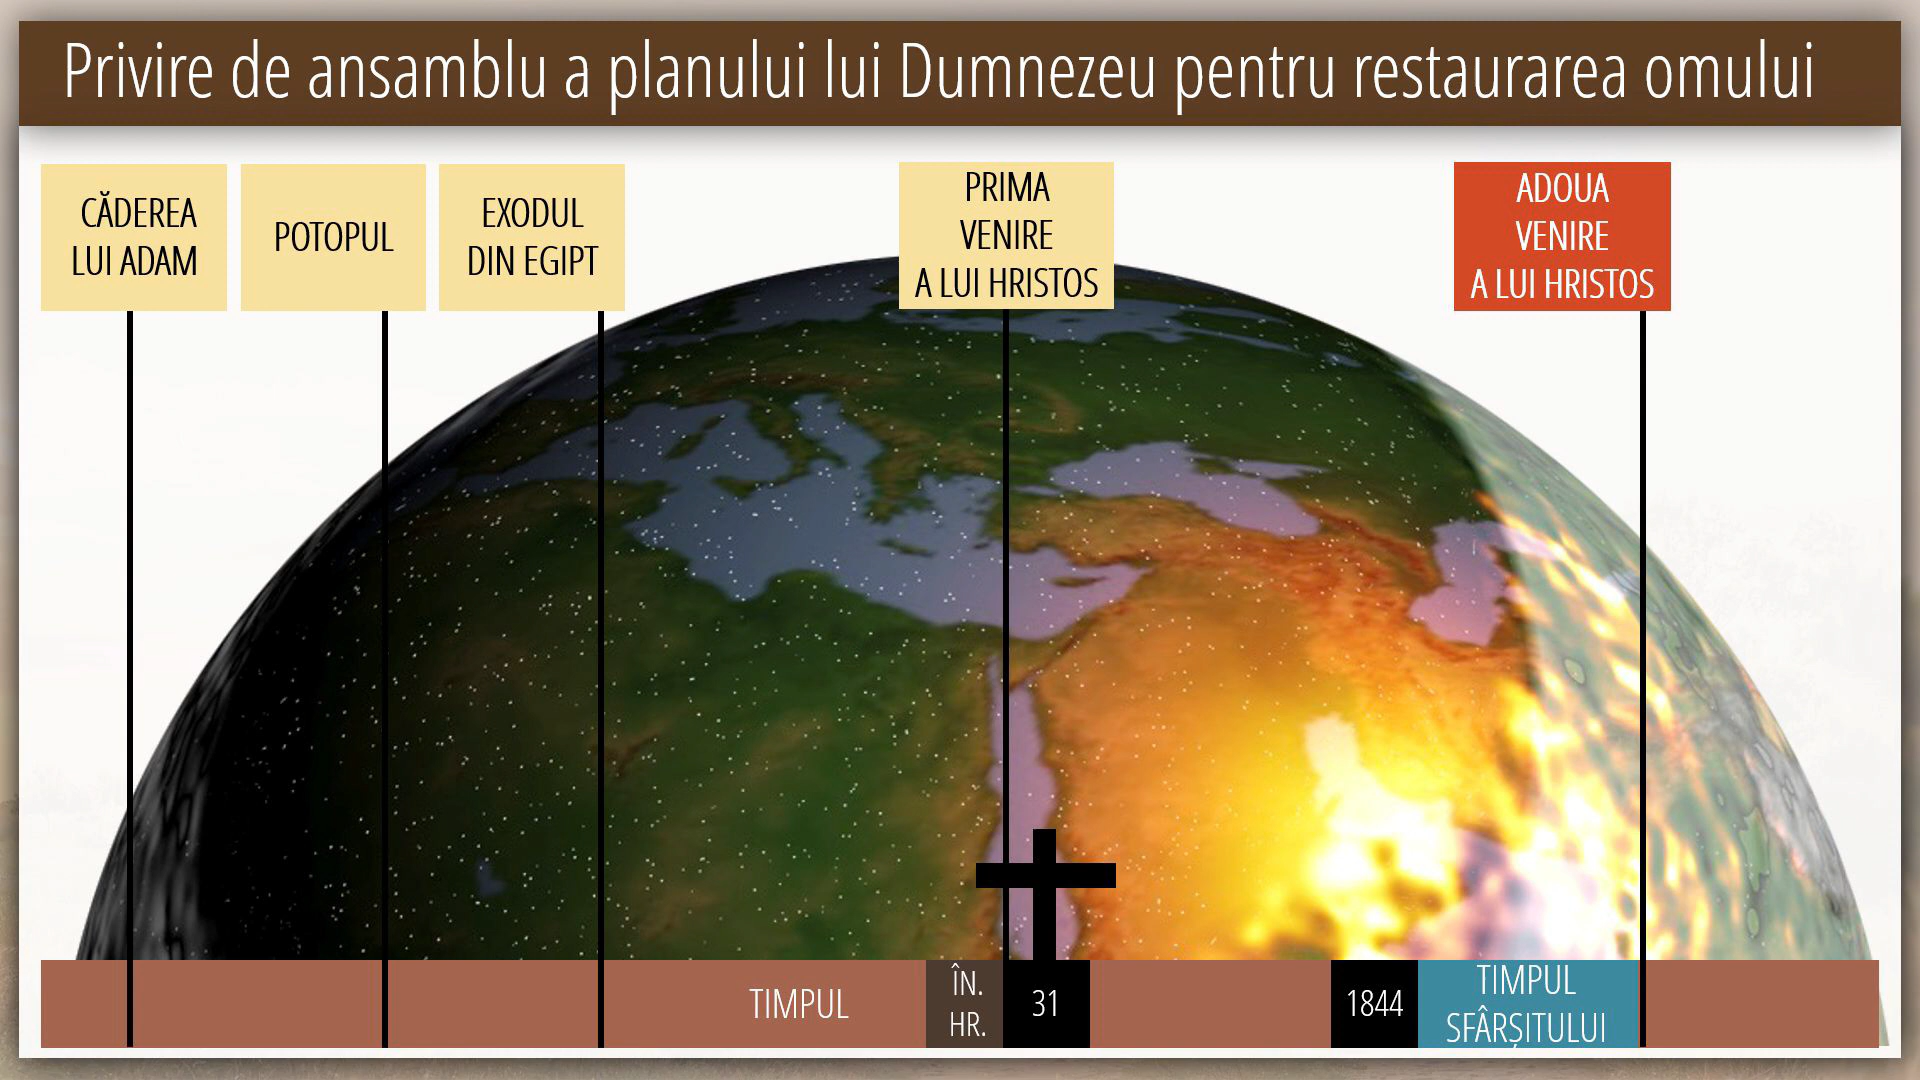 Privire de ansamblu a planului lui Dumnezeu pentru restaurarea omului
CĂDEREA
LUI ADAM
POTOPUL
EXODUL
DIN EGIPT
PRIMA
VENIRE
A LUI HRISTOS
ADOUA
VENIRE
A LUI HRISTOS
TIMPUL
ÎN.
HR.
31
1844
TIMPUL
SFÂRȘITULUI